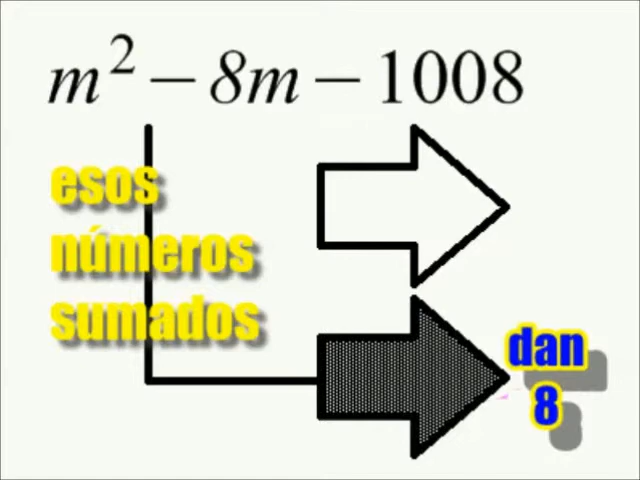 m² − 8m − 1008
esos
números
sumados
dan
8